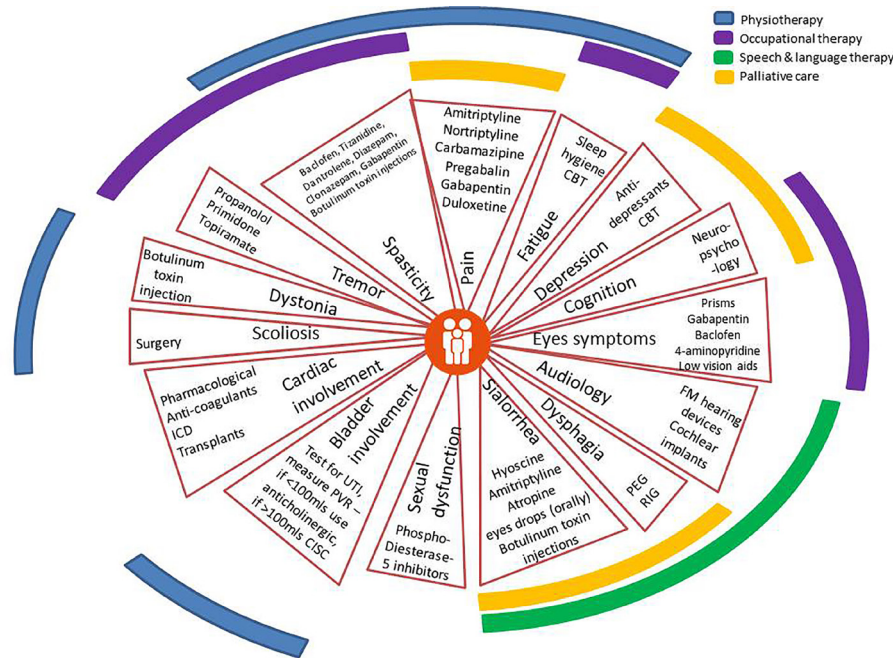 Physiotherapy
Occupational therapy
Speech & language therapy
Palliative care
Amitriptyline
Nortriptyline
Carbamazipine
Pregabalin
Gabapentin
Duloxetine
Pain
Sleep
hygiene
CBT
Fatigue
Anti-
depressants
CBT
Depression
Neuro-
psycho
-logy
Cognition
Prisms
Gabapentin
Baclofen
4-aminopyridine
Low vision aids
Eyes symptoms
FM hearing
devices
Cochlear
implants
Audiology
PEG
RIG
Dysphagia
Sialorrhea
Hyoscine
Amitriptyline
Atropine
eyes drops (orally)
Botulinum toxin
injections
Sexual
dysfunction
Phospho-
Diesterase-
5 inhibitors
Bladder
involvement
Test for UTI,
measure PVR –
if <100mls use
anticholinergic,
if >100mls CISC
Cardiac
involvement
Pharmacological
Anti-coagulants
ICD
Transplants
Scoliosis
Surgery
Dystonia
Botulinum
toxin
injection
Tremor
Propanolol
Primidone
Topiramate
Spasticity
Baclofen, Tizanidine,
Dantrolene, Diazepam,
Clonazepam, Gabapentin
Botulinum toxin injections